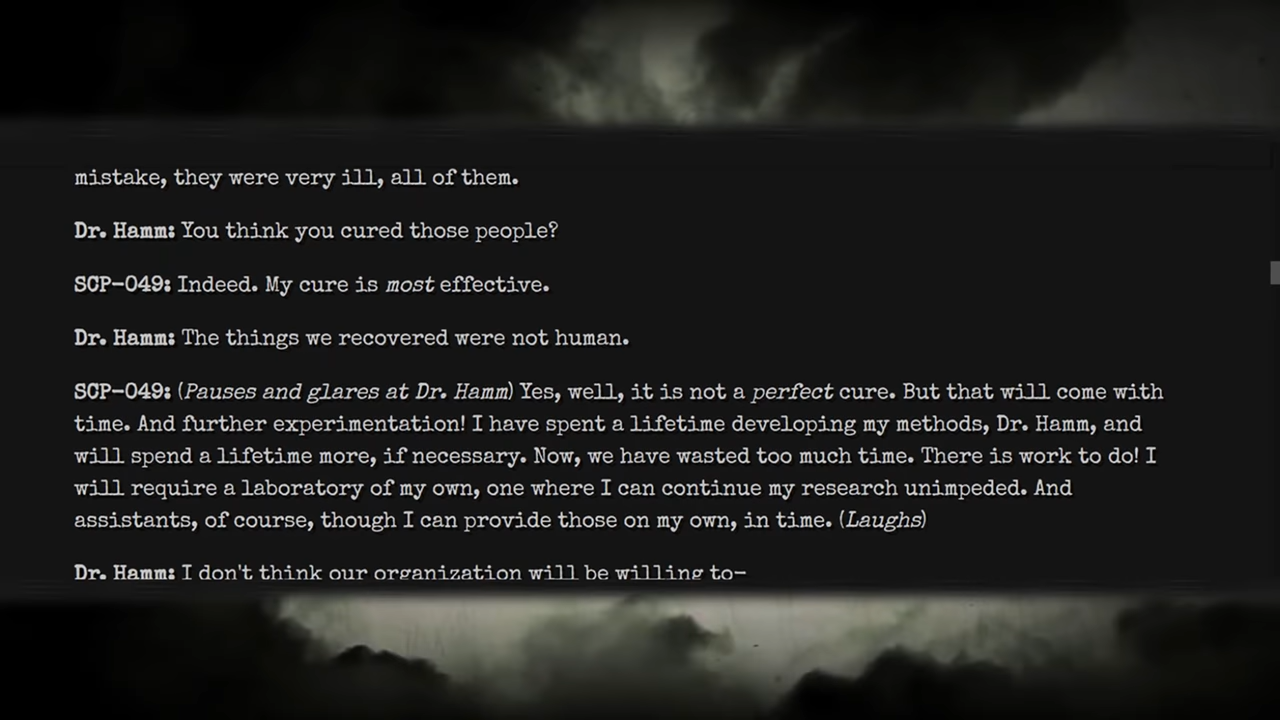 mistake, they were very ill, all of them.
Dr. Hamm: You think you cured those people?
SCP-049: Indeed. My cure is most effective.
Dr. Hamm: The things we recovered were not human.
SCP-049: (Pauses and glares at Dr. Hamm) Yes, well, it is not a perfect cure. But that will come with
time. And further experimentation! I have spent a lifetime developing my methods, Dr. Hamm, and
will spend a lifetime more, if necessary. Now, we have wasted too much time. There is work to do! I
will require a laboratory of my own, one where I can continue my research unimpeded. And
assistants, of course, though I can provide those on my own, in time. (Laughs)
Dr. Hamm: I don't think our organization will be willing to-